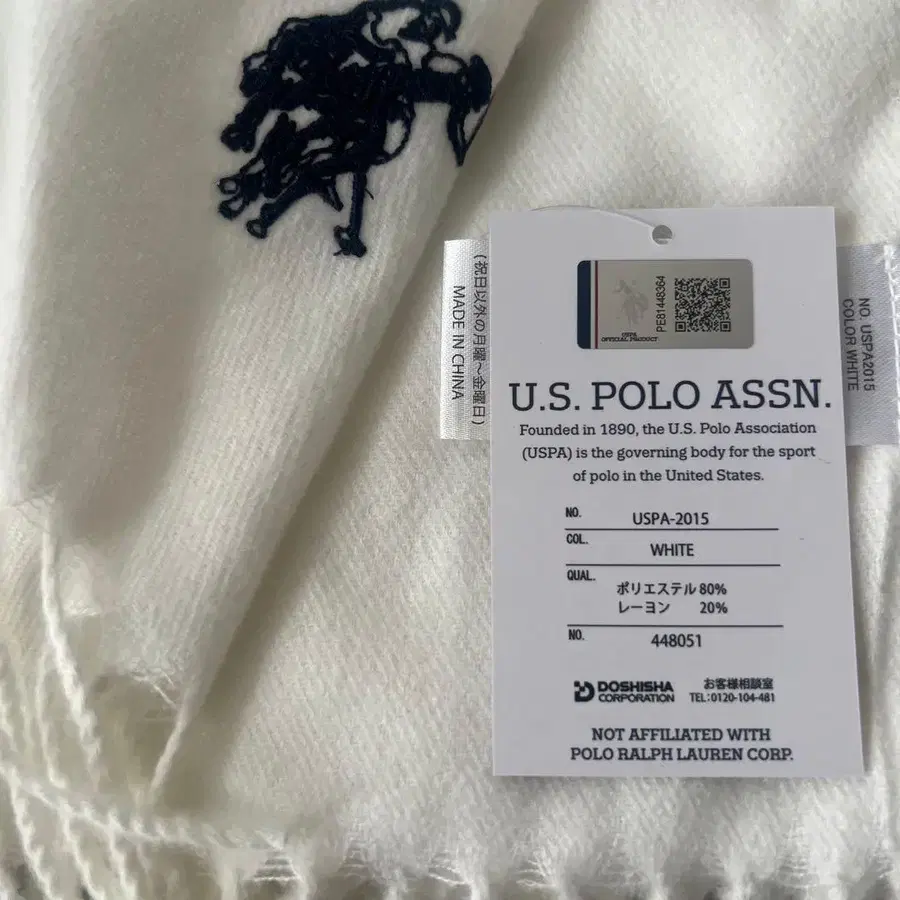 (祝日以外の月曜～金曜日)
MADE IN CHINA
NO. USPA2015
COLOR WHITE
PE81448364
USPA
OFFICIAL PRODUCT
U.S. POLO ASSN.
Founded in 1890, the U.S. Polo Association
(USPA) is the governing body for the sport
of polo in the United States.
NO. USPA-2015
COL. WHITE
QUAL. ポリエステル 80%
レーヨン 20%
NO. 448051
DOSHISHA
CORPORATION
お客様相談室
TEL:0120-104-481
NOT AFFILIATED WITH
POLO RALPH LAUREN CORP.